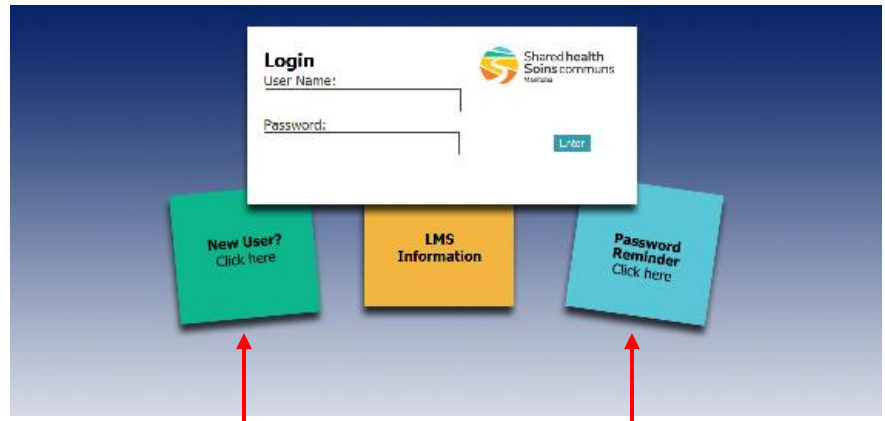 Login
User Name:
Password:
Shared health
Soins communs
Manitoba
Enter
New User?
Click here
LMS
Information
Password
Reminder
Click here